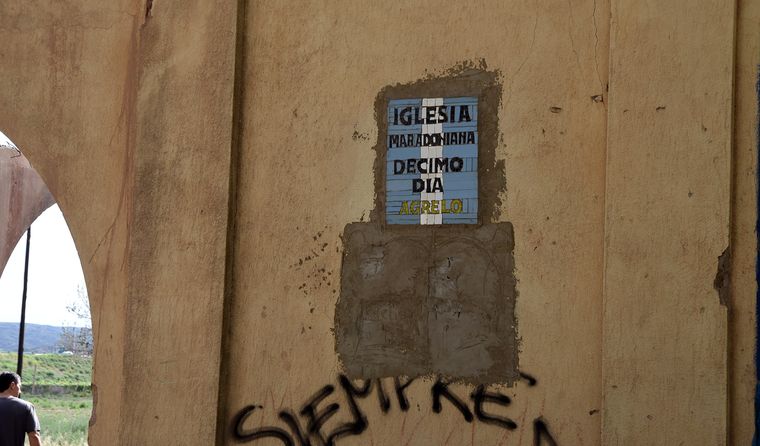 IGLESIA
MARADONIANA
DECIMO
DIA
AGRELO
SIEMPRE